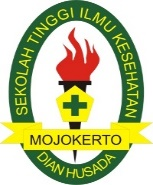 SEKOLAH TINGGI ILMU KESEHATAN
MOJOKERTO
DIAN HUSADA